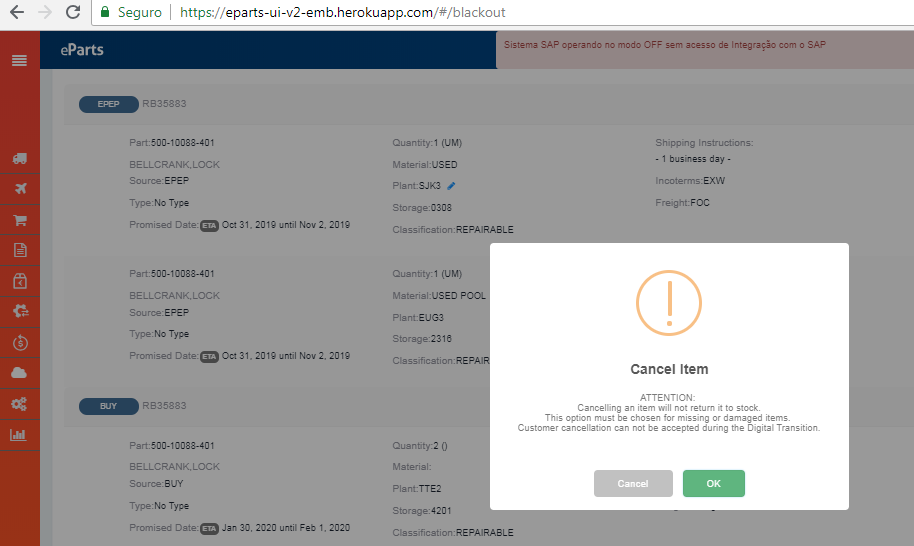 Seguro | https://eparts-ui-v2-emb.herokuapp.com/#/blackout
eParts
Sistema SAP operando no modo OFF sem acesso de Integração com o SAP
EPEP RB35883
Part:500-10088-401
BELLCRANK,LOCK
Source:EPEP
Type:No Type
Promised Date: ETA Oct 31, 2019 until Nov 2, 2019
Quantity:1 (UM)
Material:USED
Plant:SJK3
Storage:0308
Classification:REPAIRABLE
Shipping Instructions:
- 1 business day -
Incoterms:EXW
Freight:FOC
Part:500-10088-401
BELLCRANK,LOCK
Source:EPEP
Type:No Type
Promised Date: ETA Oct 31, 2019 until Nov 2, 2019
Quantity:1 (UM)
Material:USED POOL
Plant:EUG3
Storage:2316
Classification:REPAIR
BUY RB35883
Part:500-10088-401
BELLCRANK,LOCK
Source:BUY
Type:No Type
Promised Date: ETA Jan 30, 2020 until Feb 1, 2020
Quantity:2 ()
Material:
Plant:TTE2
Storage:4201
Classification:REPAIRABLE
Cancel Item
ATTENTION:
Cancelling an item will not return it to stock.
This option must be chosen for missing or damaged items.
Customer cancellation can not be accepted during the Digital Transition.
Cancel OK